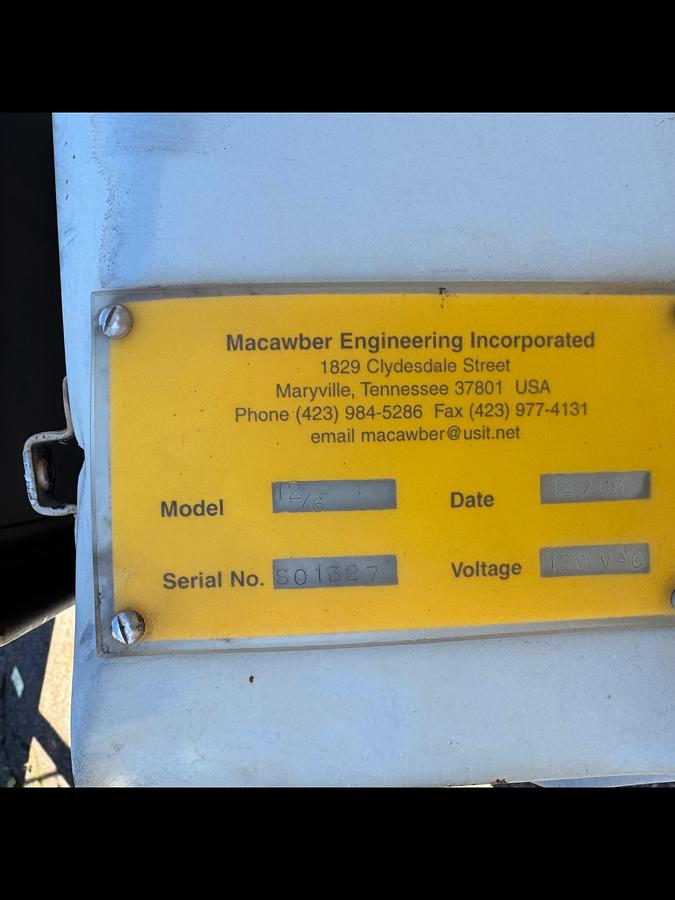 Macawber Engineering Incorporated
1829 Clydesdale Street
Maryville, Tennessee 37801 USA
Phone (423) 984-5286 Fax (423) 977-4131
email macawber@usit.net
Model 12/6 Date
Serial No. S01327 Voltage 120 VAC